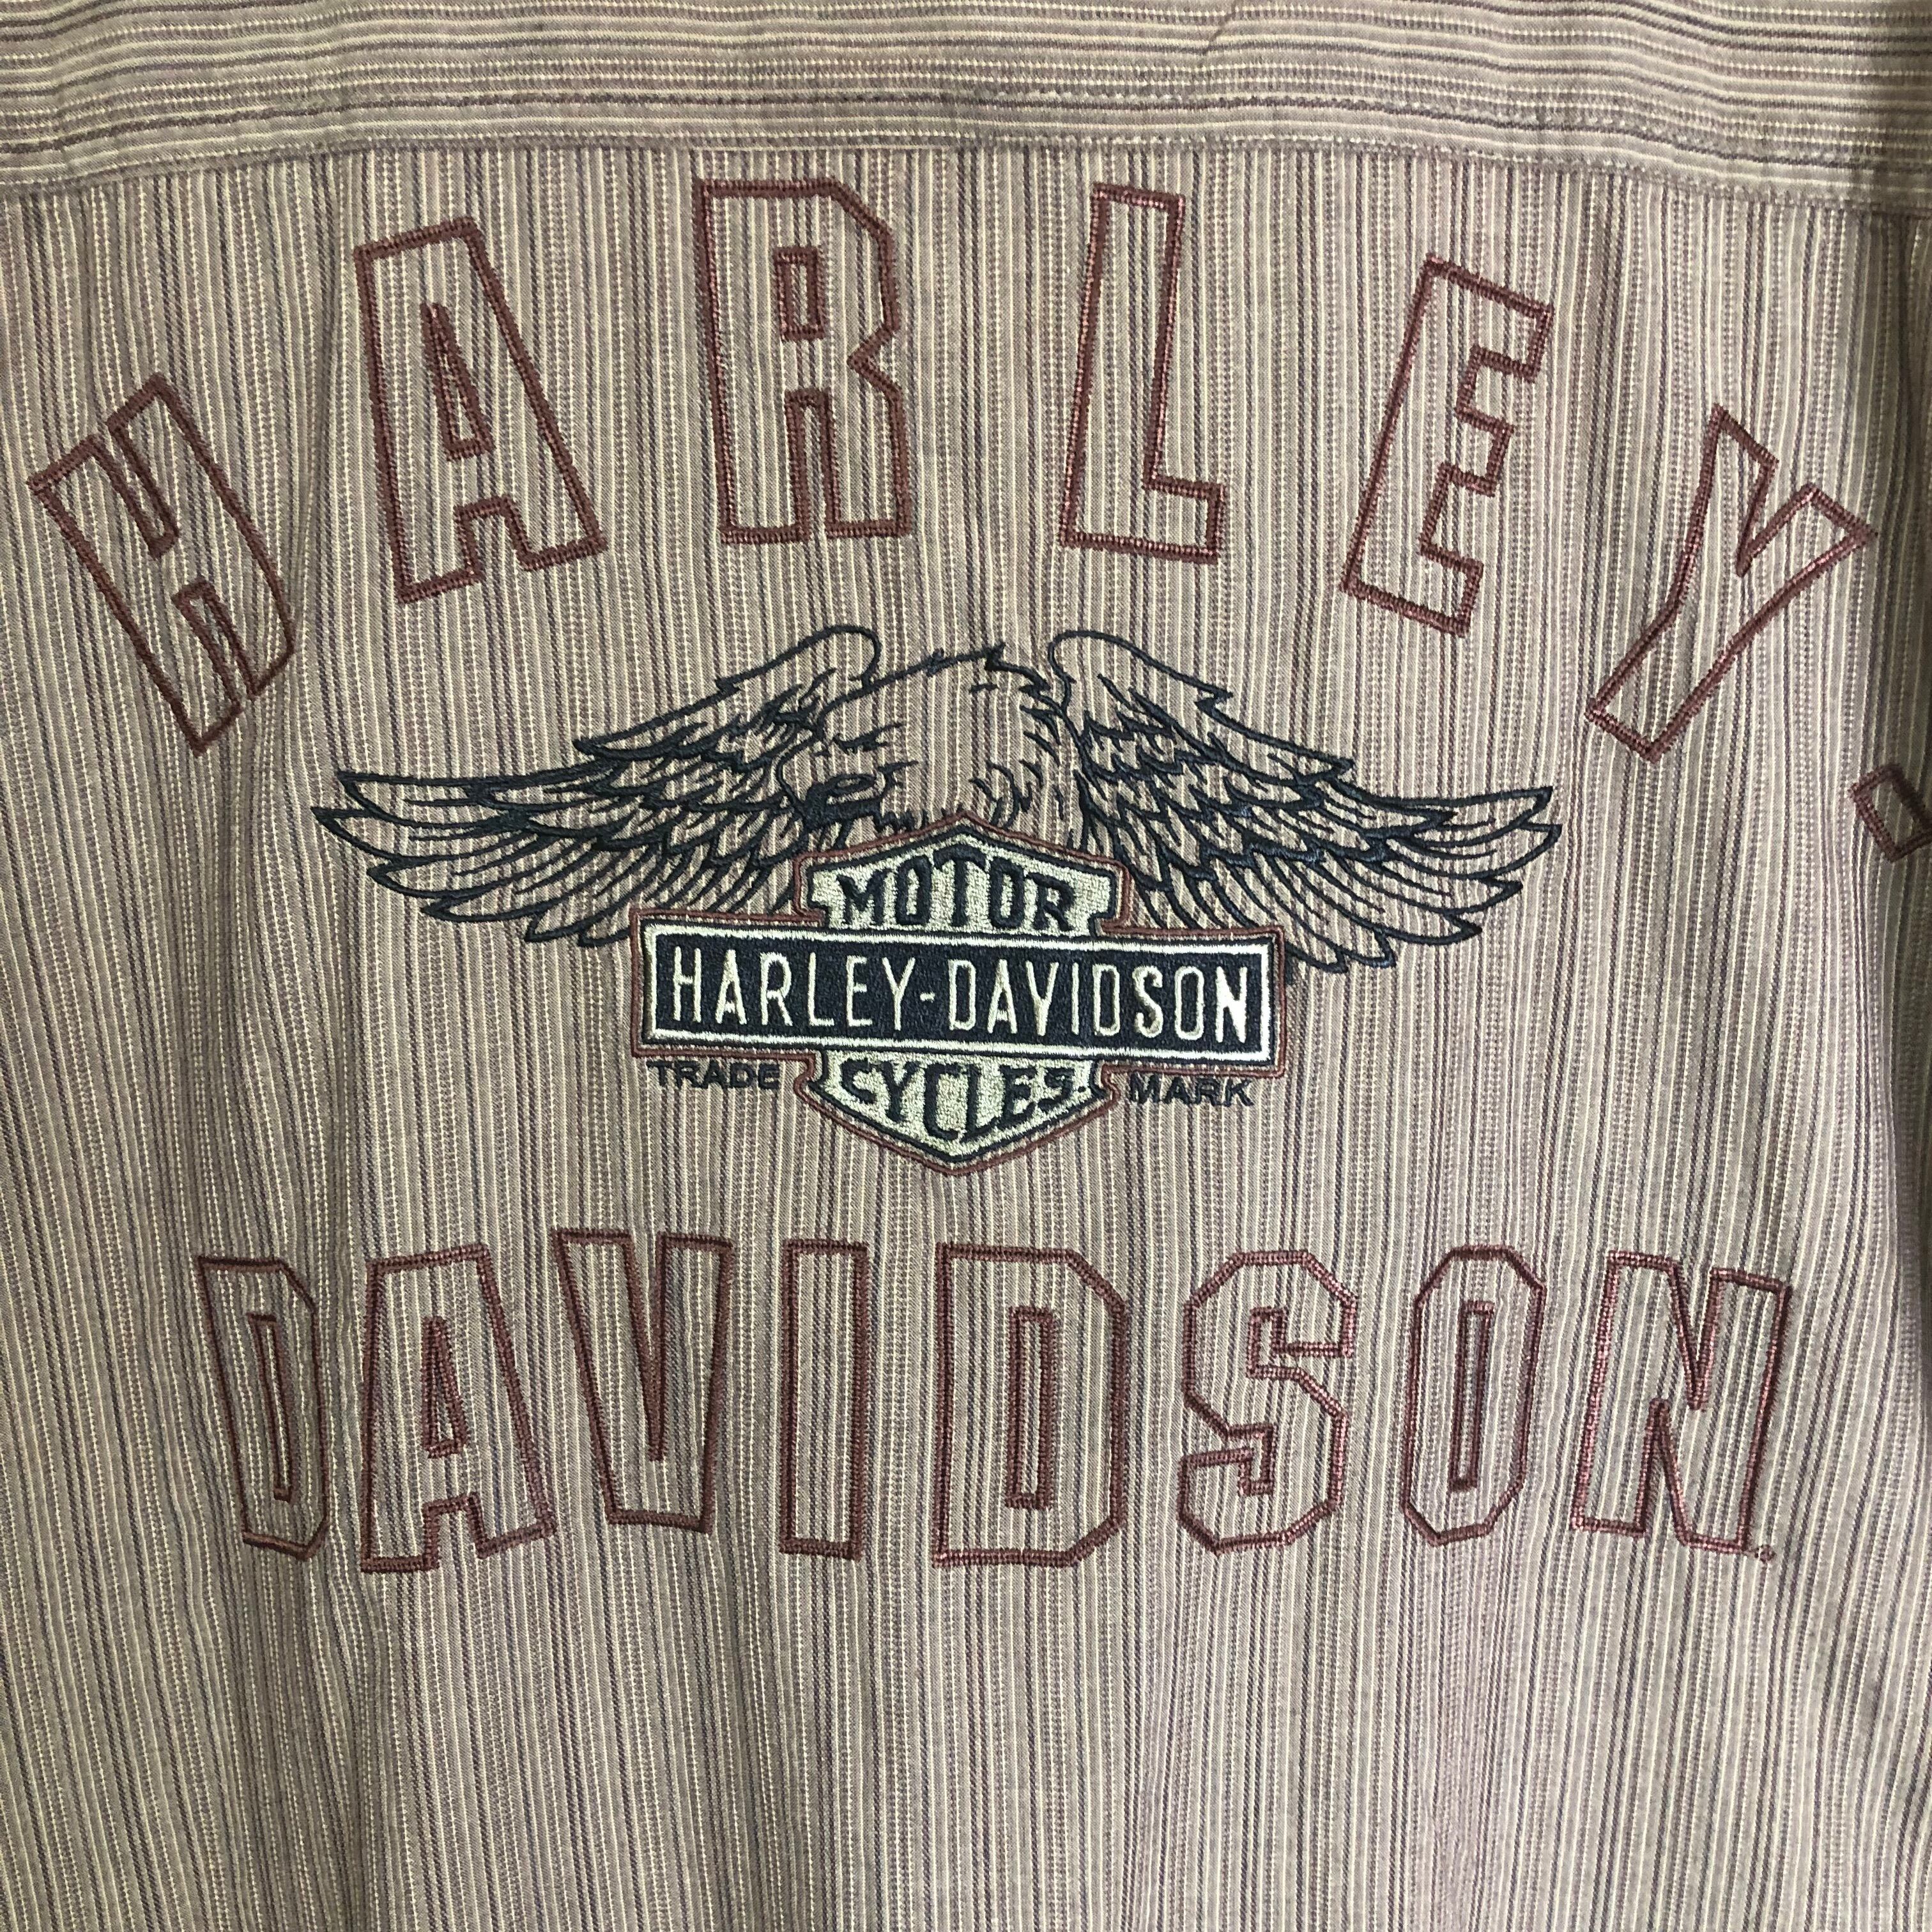 HARLEY-
MOTOR
HARLEY-DAVIDSON
TRADE MARK
CYCLES.
DAVIDSON